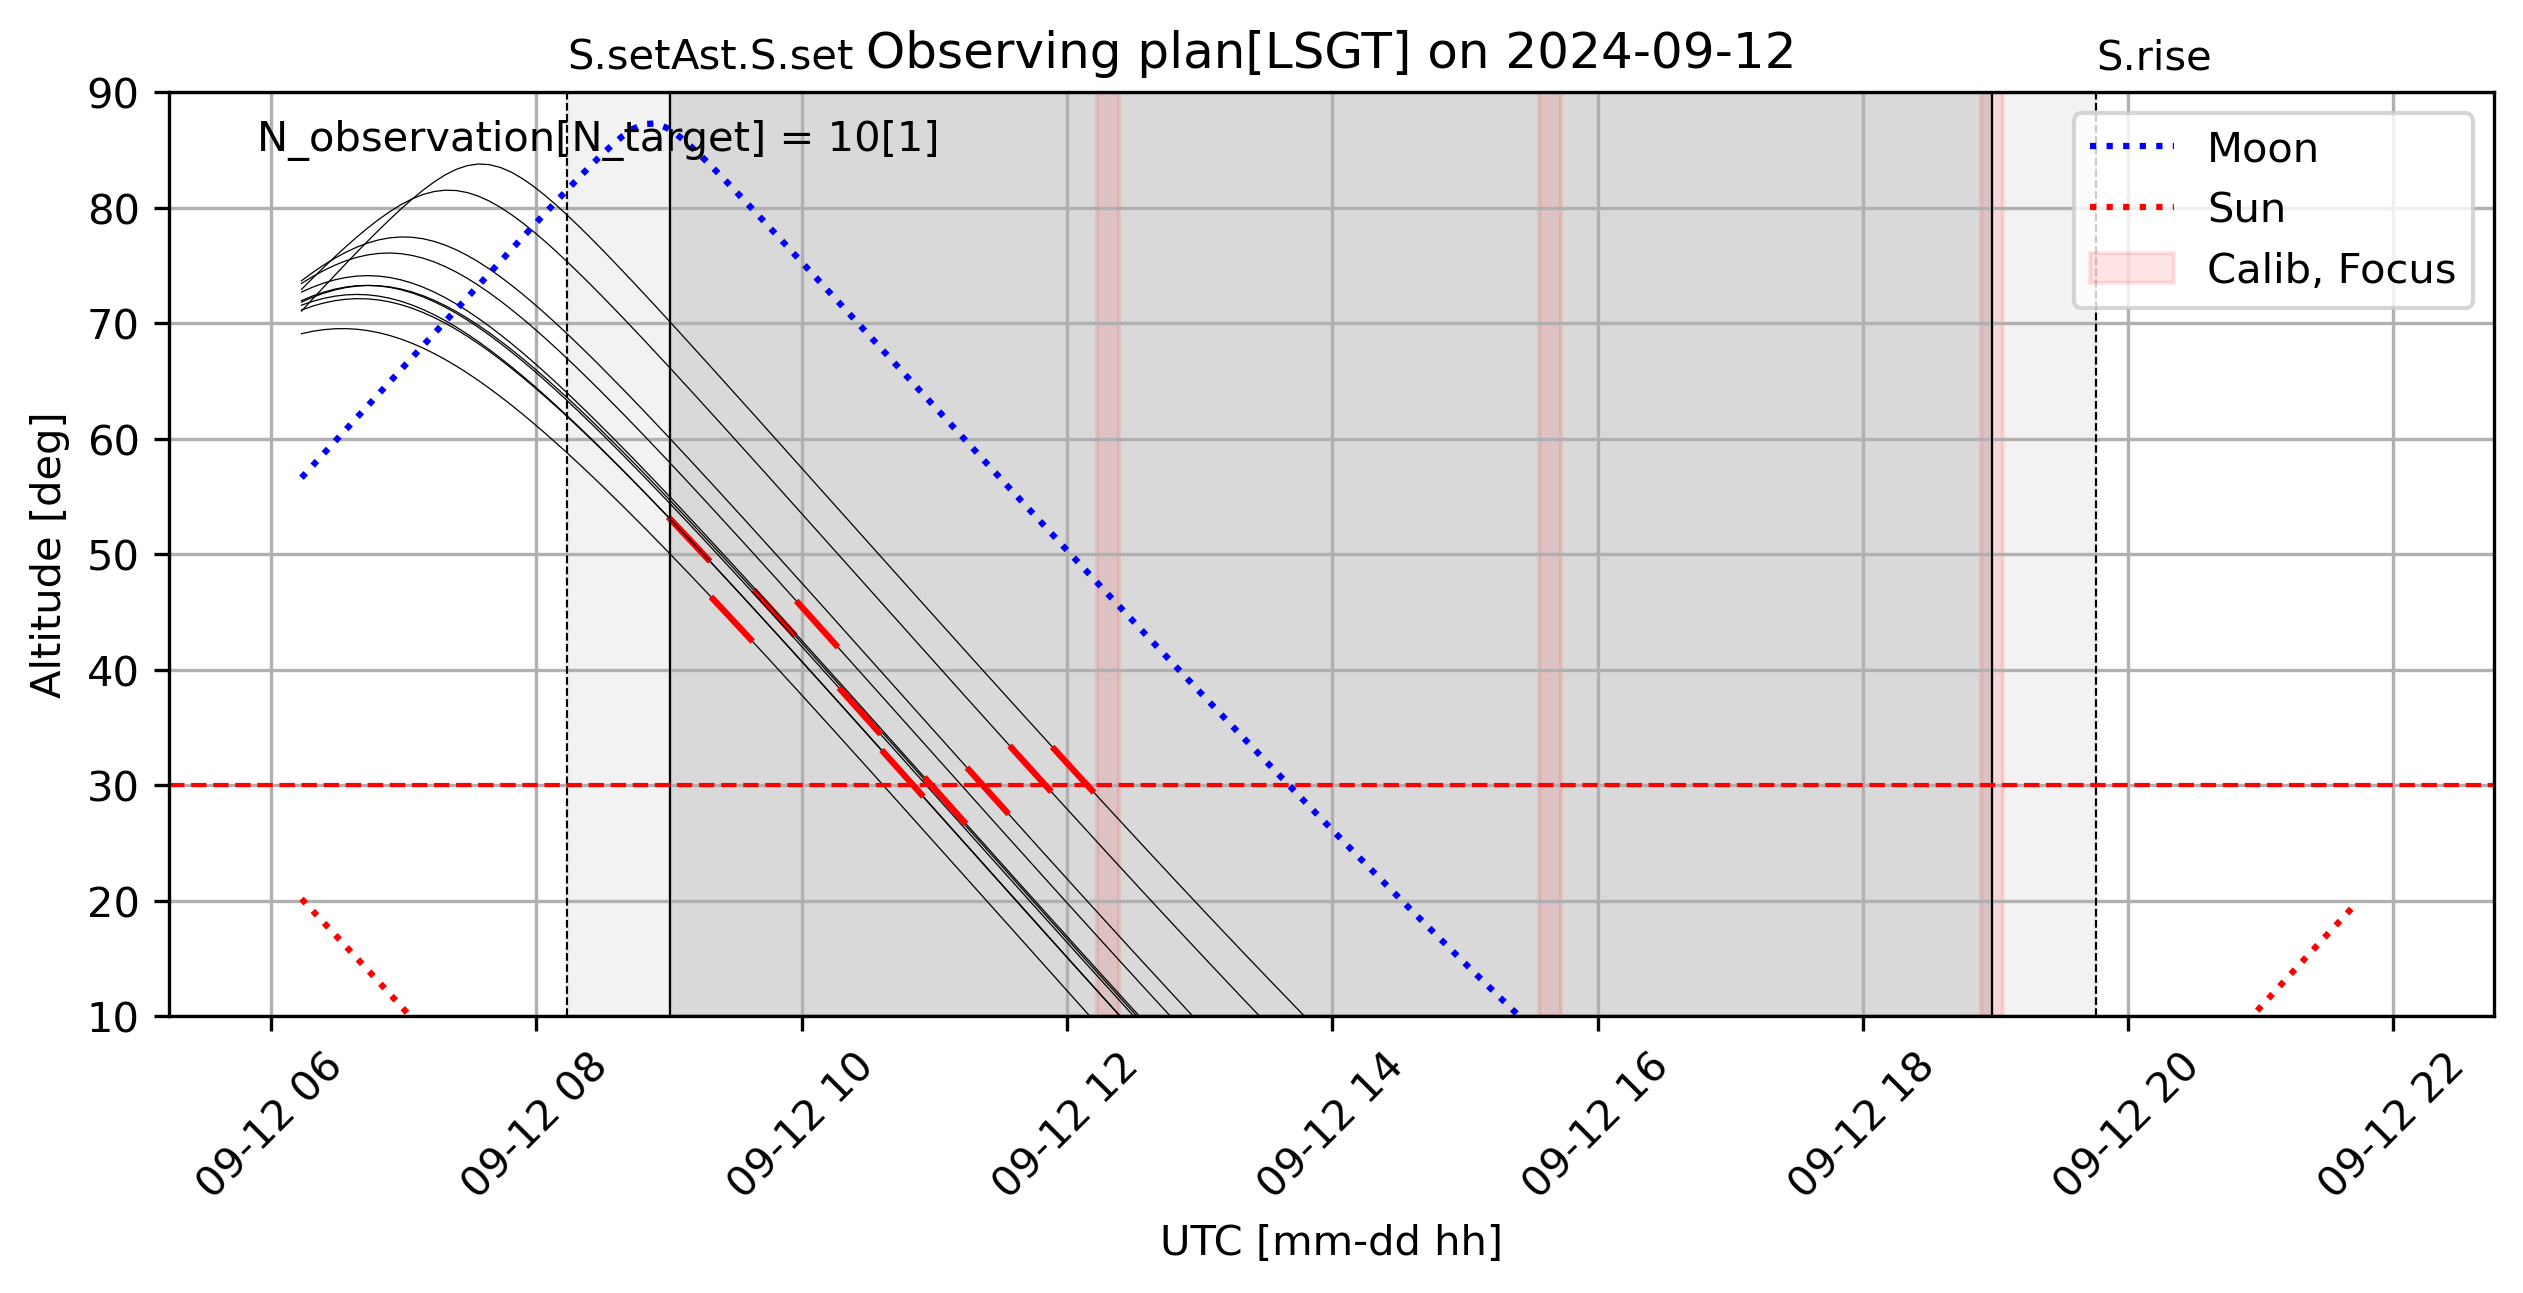 S.setAst.S.set Observing plan[LSGT] on 2024-09-12 S.rise
N_observation[N_target] = 10[1]
Moon
Sun
Calib, Focus
Altitude [deg]
90
80
70
60
50
40
30
20
10
09-12 06
09-12 08
09-12 10
09-12 12
09-12 14
09-12 16
09-12 18
09-12 20
09-12 22
UTC [mm-dd hh]